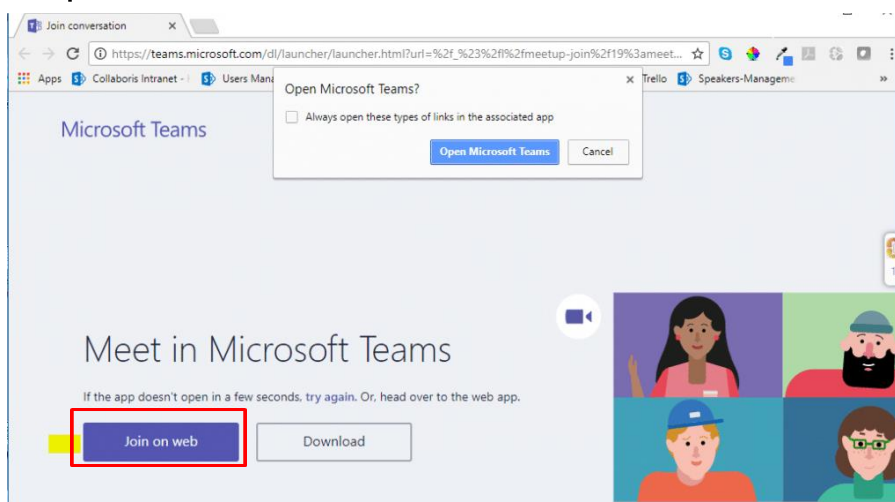 Join conversation
https://teams.microsoft.com/dl/launcher/launcher.html?url=%2f_%23%2fl%2fmeetup-join%2f19%3ameet...
Apps Collaboris Intranet - Users Mana Trello Speakers-Manageme »
Open Microsoft Teams?
Always open these types of links in the associated app
Open Microsoft Teams Cancel
Microsoft Teams
Meet in Microsoft Teams
If the app doesn't open in a few seconds, try again. Or, head over to the web app.
Join on web Download